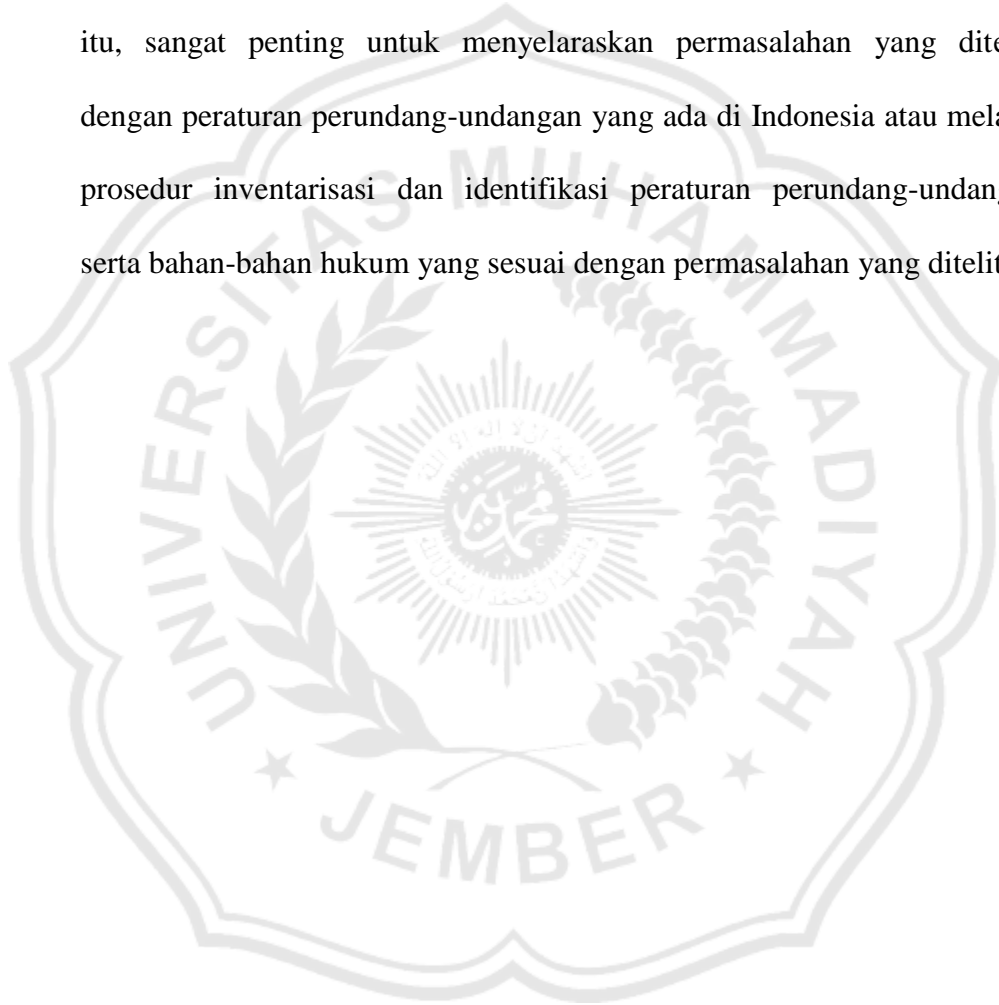 itu, sangat penting untuk menyelaraskan permasalahan yang dite
dengan peraturan perundang-undangan yang ada di Indonesia atau mela
prosedur inventarisasi dan identifikasi peraturan perundang-undang
serta bahan-bahan hukum yang sesuai dengan permasalahan yang ditelit
UNIVERSITAS MUHAMMADIYAH
JEMBER